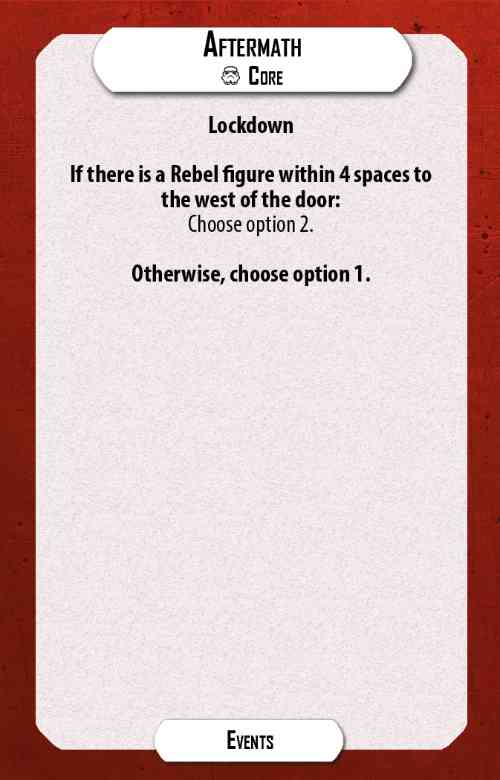 Aftermath
Core
Lockdown
If there is a Rebel figure within 4 spaces to
the west of the door:
Choose option 2.
Otherwise, choose option 1.
Events